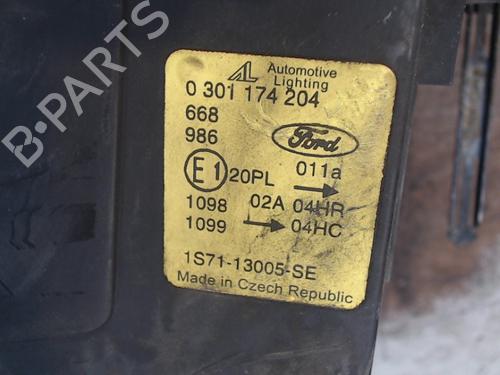 B-PARTS
AL Automotive Lighting
0 301 174 204
668
986
Ford
E1 20PL 011a →
1098 02A 04HR
1099 → 04HC
1S71-13005-SE
Made in Czech Republic